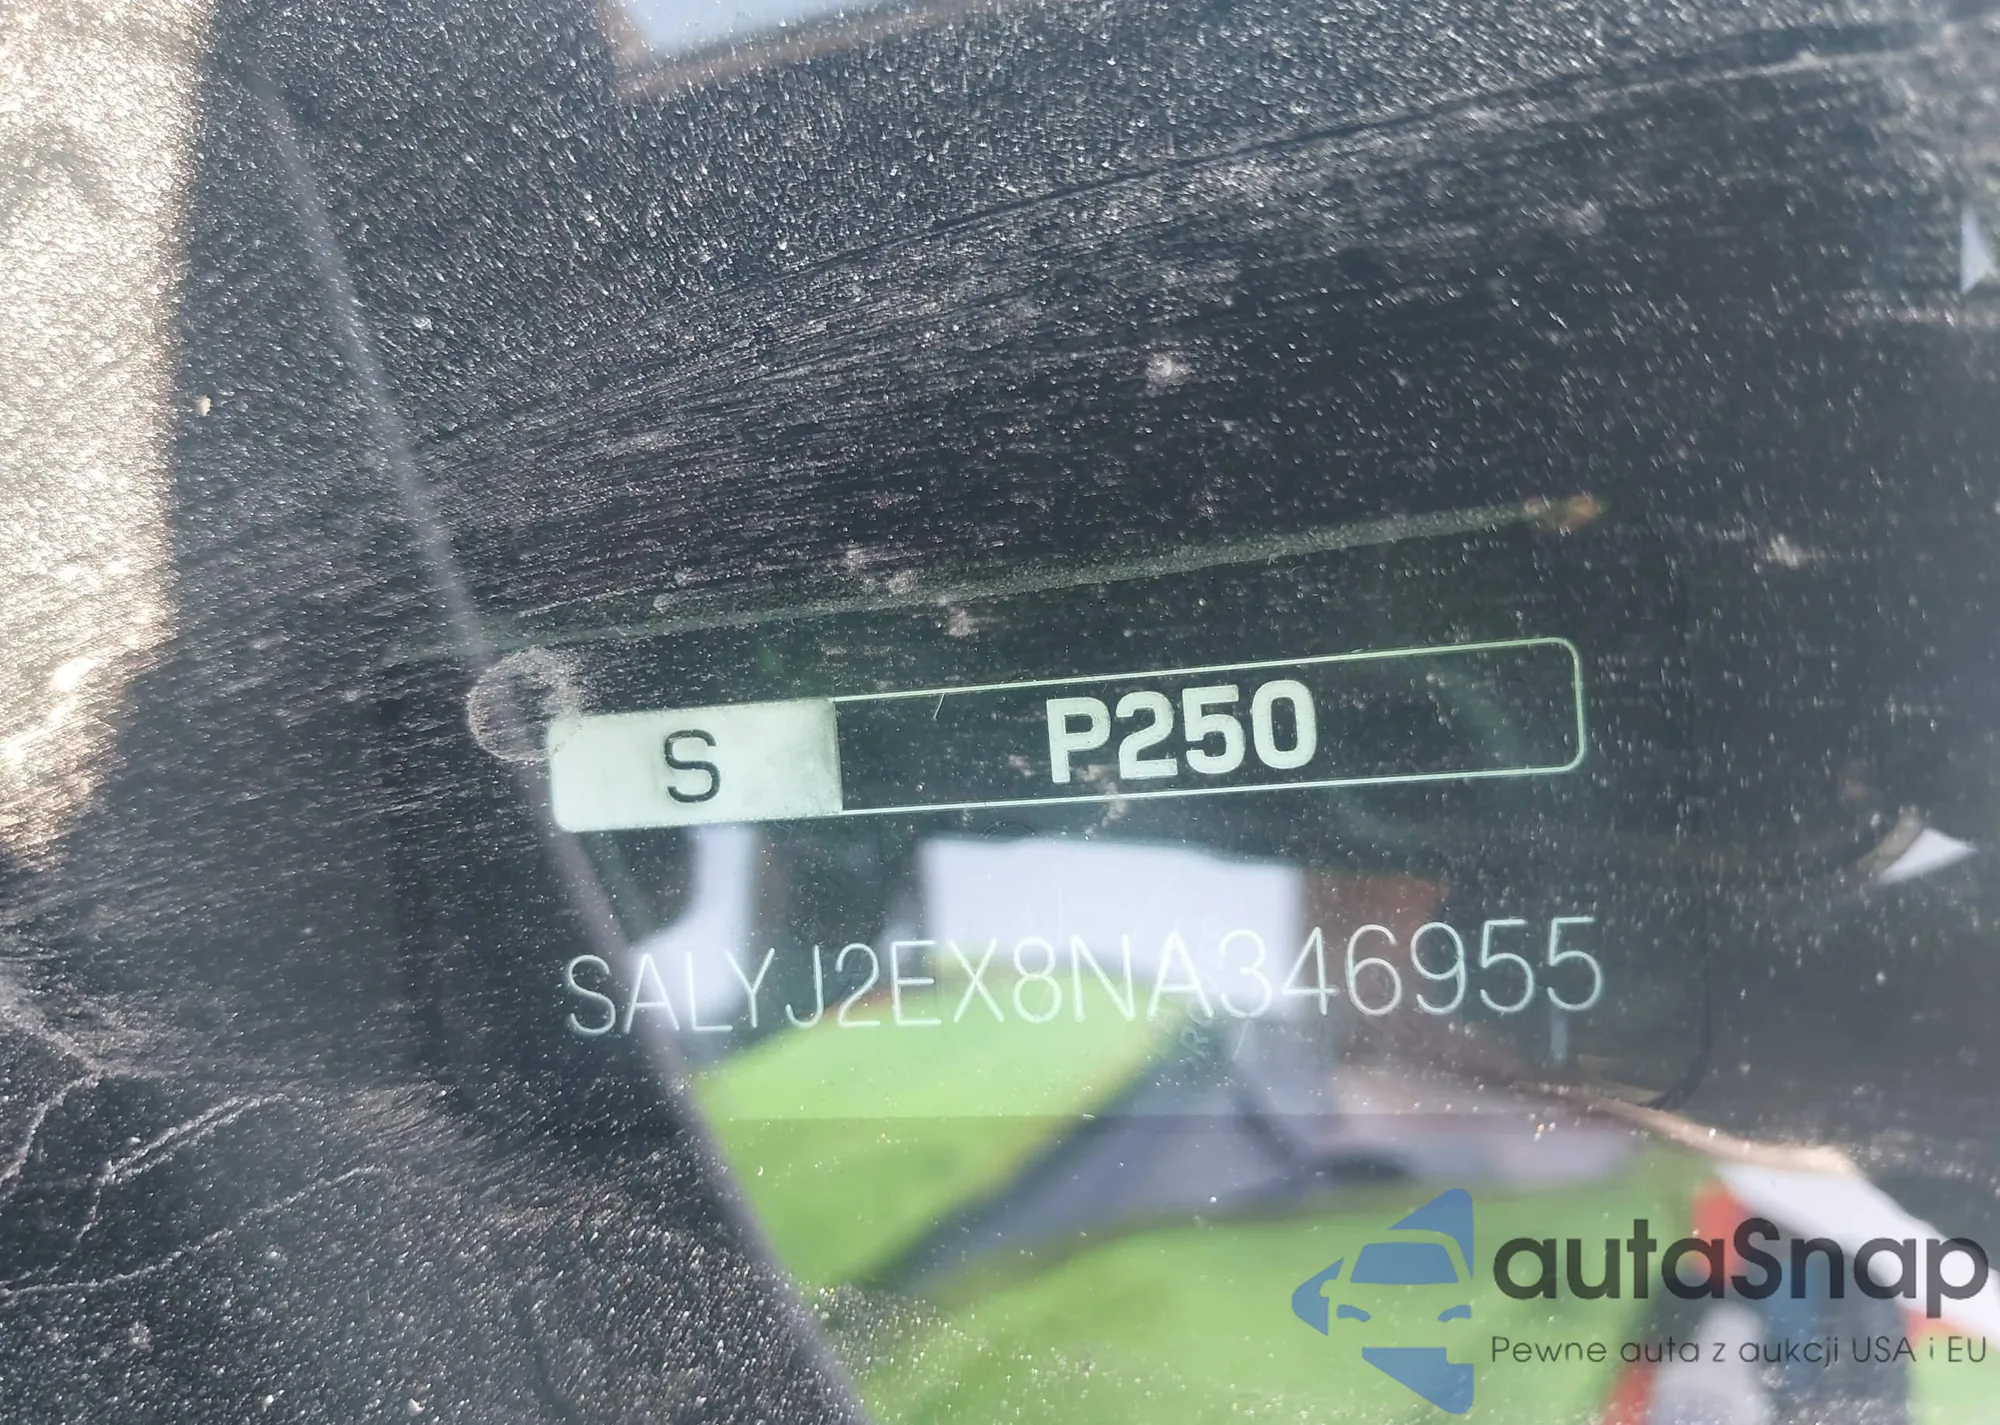 S P250
SALYJ2EX8NA346955
autaSnap
Pewne auta z aukcji USA i EU